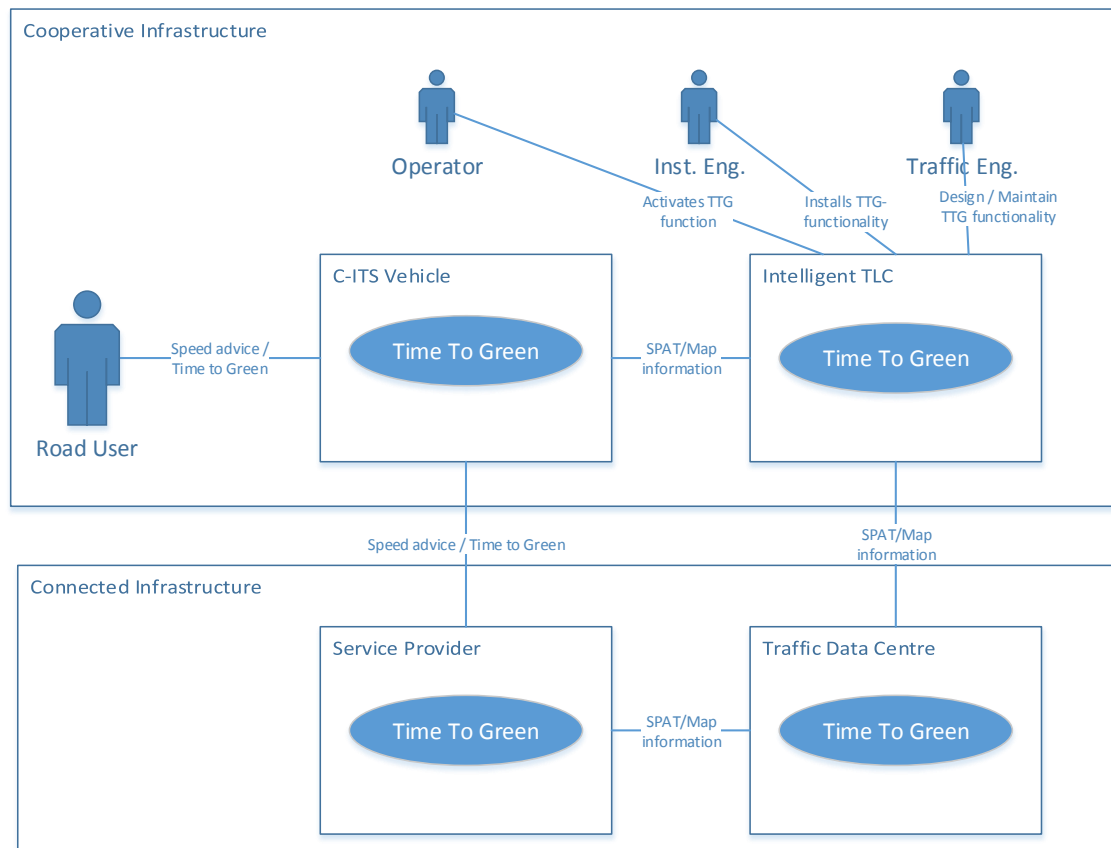 Cooperative Infrastructure
Operator
Inst. Eng.
Traffic Eng.
Activates TTG
function
Installs TTG-
functionality
Design / Maintain
TTG functionality
C-ITS Vehicle
Intelligent TLC
Time To Green
Time To Green
Speed advice /
Time to Green
SPAT/Map
information
Road User
Speed advice / Time to Green
SPAT/Map
information
Connected Infrastructure
Service Provider
Traffic Data Centre
Time To Green
SPAT/Map
information
Time To Green